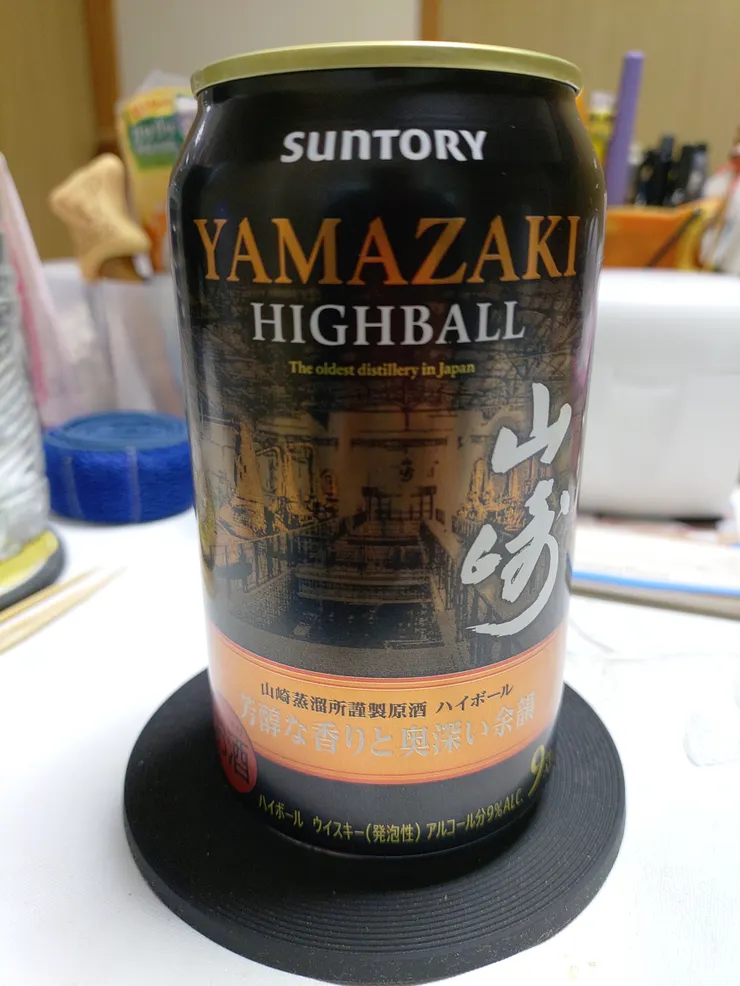 SUNTORY
YAMAZAKI
HIGHBALL
The oldest distillery in Japan
山崎
山崎蒸溜所謹製原酒 ハイボール
芳醇な香りと奥深い余韻
酒
9%
ハイボール ウイスキー(発泡性) アルコール分9%ALC.